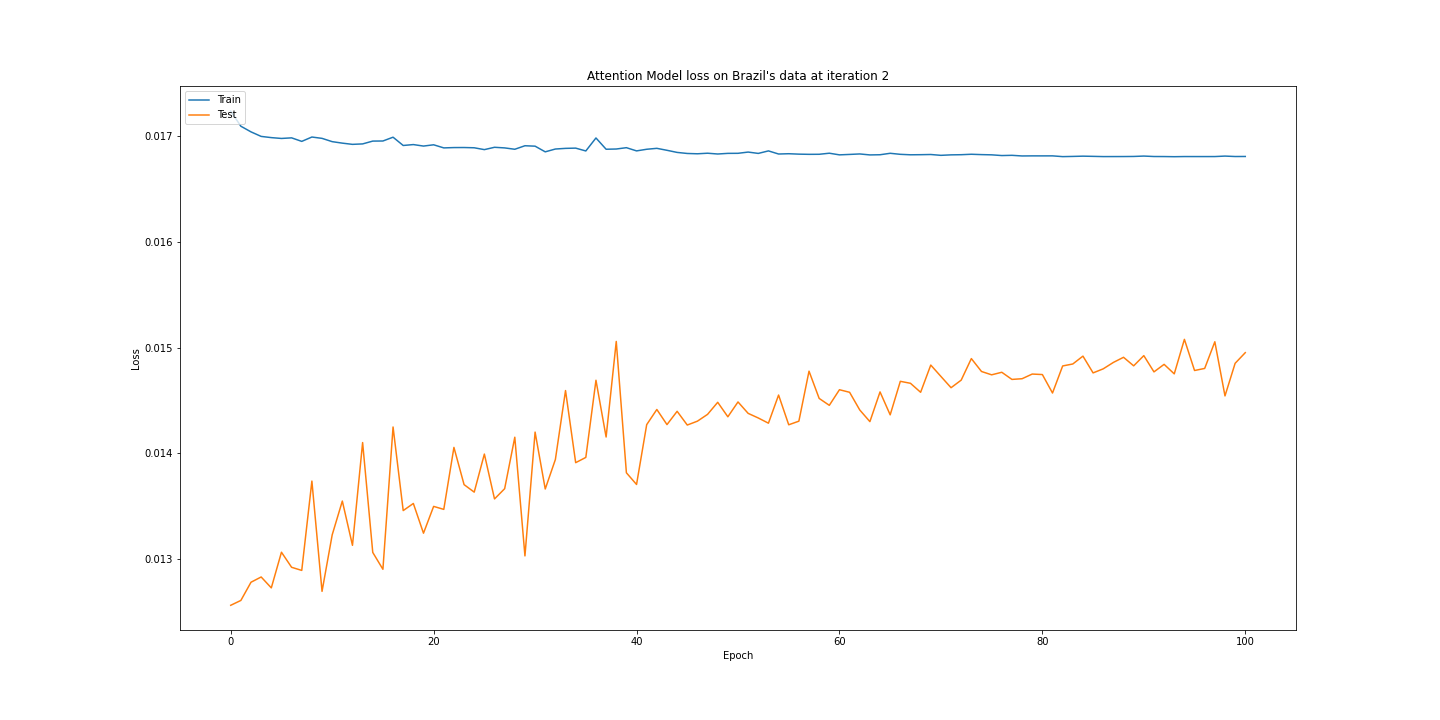 Attention Model loss on Brazil's data at iteration 2
Train
Test
0.017
0.016
0.015
0.014
0.013
Loss
0 20 40 60 80 100
Epoch